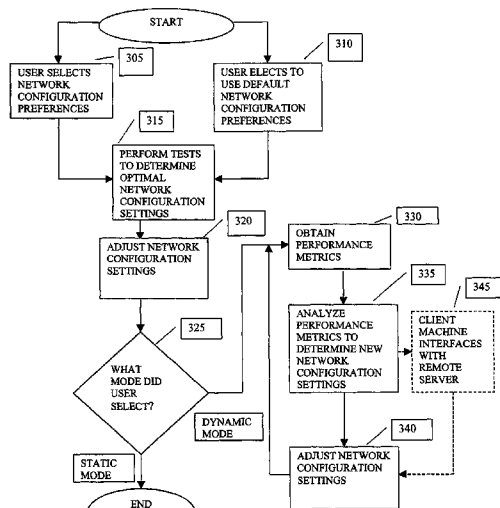 START
305
310
USER SELECTS
NETWORK
CONFIGURATION
PREFERENCES
USER ELECTS TO
USE DEFAULT
NETWORK
CONFIGURATION
PREFERENCES
315
PERFORM TESTS
TO DETERMINE
OPTIMAL
NETWORK
CONFIGURATION
SETTINGS
320
ADJUST NETWORK
CONFIGURATION
SETTINGS
325
WHAT
MODE DID
USER
SELECT?
STATIC
MODE
END
DYNAMIC
MODE
330
OBTAIN
PERFORMANCE
METRICS
335
ANALYZE
PERFORMANCE
METRICS TO
DETERMINE NEW
NETWORK
CONFIGURATION
SETTINGS
345
CLIENT
MACHINE
INTERFACES
WITH
REMOTE
SERVER
340
ADJUST NETWORK
CONFIGURATION
SETTINGS